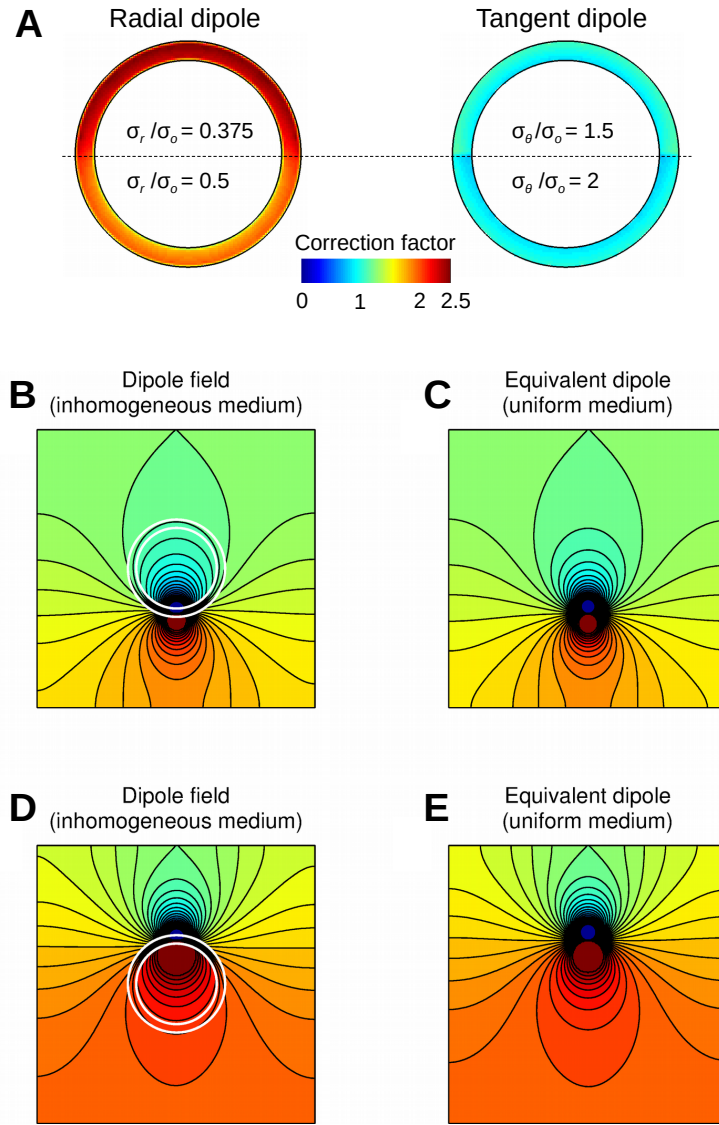 A
Radial dipole
Tangent dipole
σr /σo = 0.375
σθ/σo = 1.5
σr /σo = 0.5
σθ /σo = 2
Correction factor
0 1 2 2.5
B
Dipole field
(inhomogeneous medium)
C
Equivalent dipole
(uniform medium)
D
Dipole field
(inhomogeneous medium)
E
Equivalent dipole
(uniform medium)